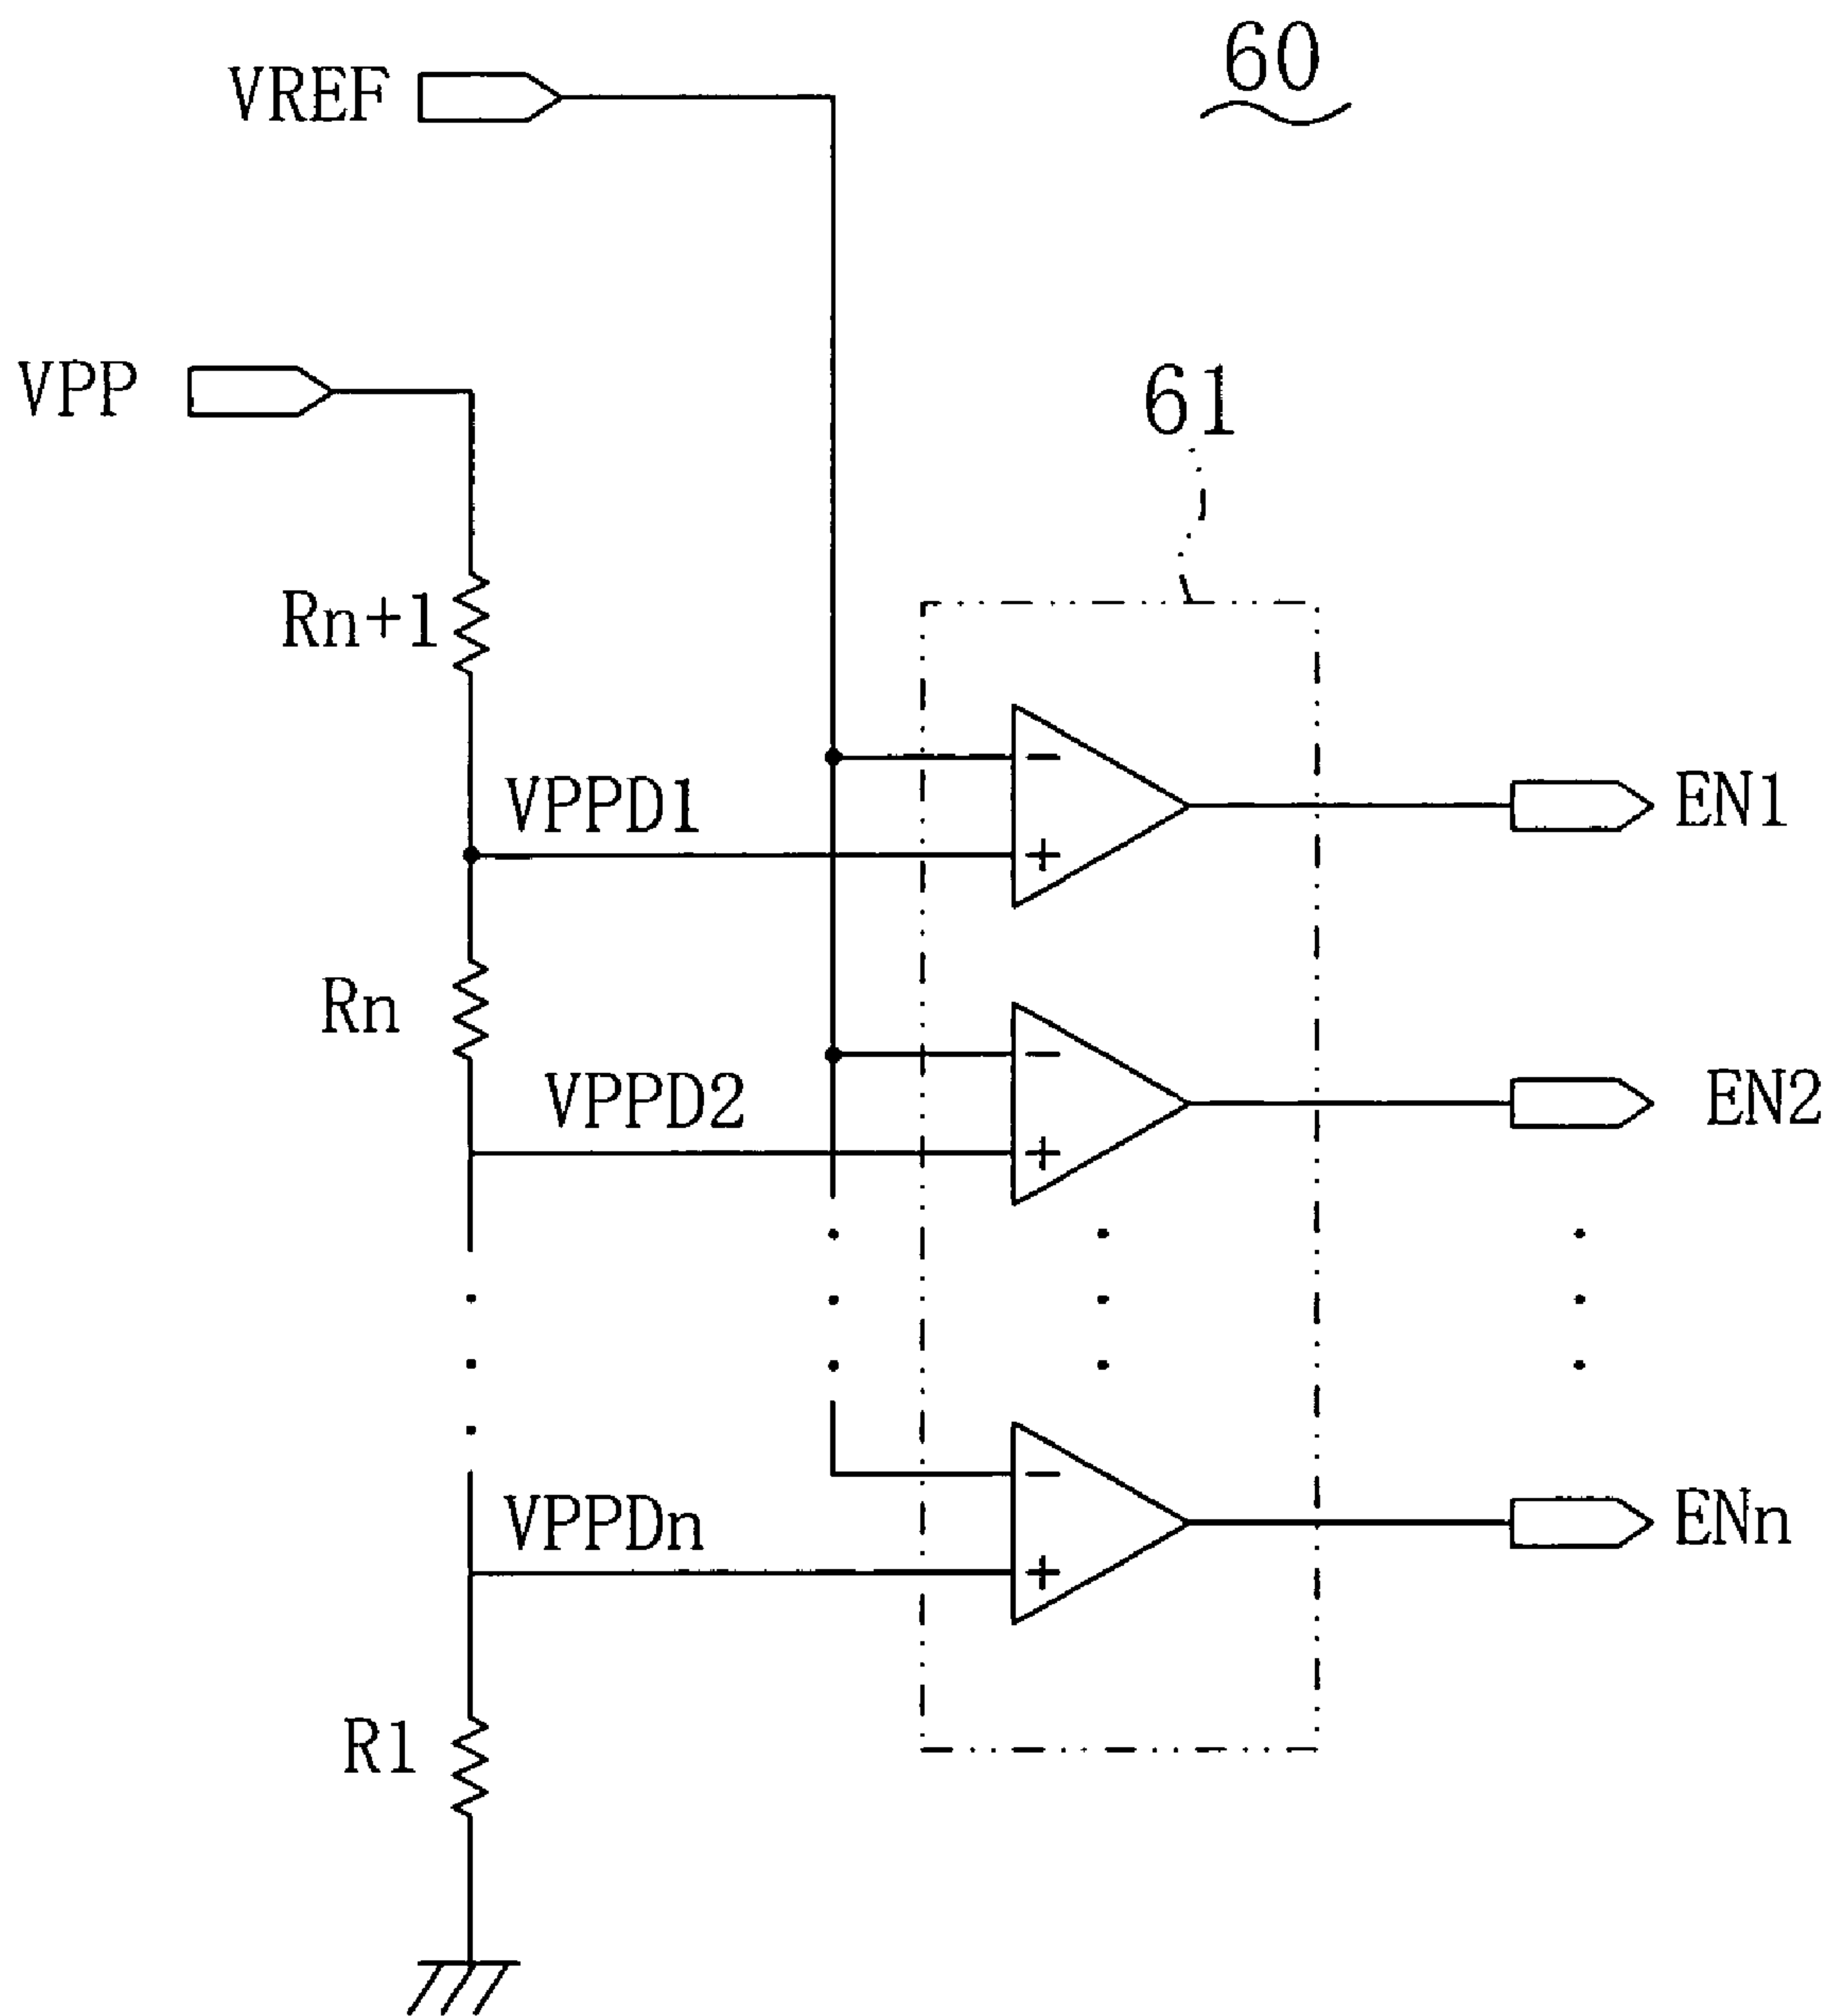 60
VREF
VPP
61
Rn+1
−
VPPD1
EN1
+
Rn
−
VPPD2
EN2
+
−
VPPDn
ENn
+
R1